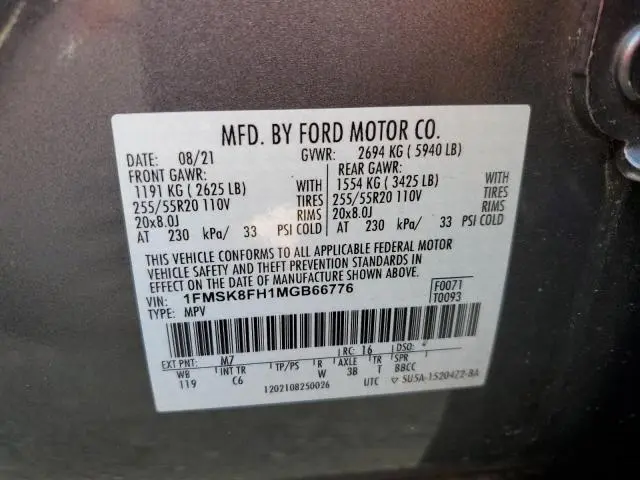 MFD. BY FORD MOTOR CO.
DATE: 08/21 GVWR: 2694 KG ( 5940 LB)
FRONT GAWR: REAR GAWR:
1191 KG ( 2625 LB) WITH 1554 KG ( 3425 LB) WITH
255/55R20 110V TIRES 255/55R20 110V TIRES
20x8.0J RIMS 20x8.0J RIMS
AT 230 kPa/ 33 PSI COLD AT 230 kPa/ 33 PSI COLD
THIS VEHICLE CONFORMS TO ALL APPLICABLE FEDERAL MOTOR
VEHICLE SAFETY AND THEFT PREVENTION STANDARDS IN
EFFECT ON THE DATE OF MANUFACTURE SHOWN ABOVE.
VIN: 1FMSK8FH1MGB66776 F0071
TYPE: MPV T0093
EXT PNT: M7 RC: 16 DSO:
WB INT TR TP/PS R AXLE TR SPR
119 C6 W 3B T BBCC
1202108250026 UTC ▽ 5U5A-1520472-BA